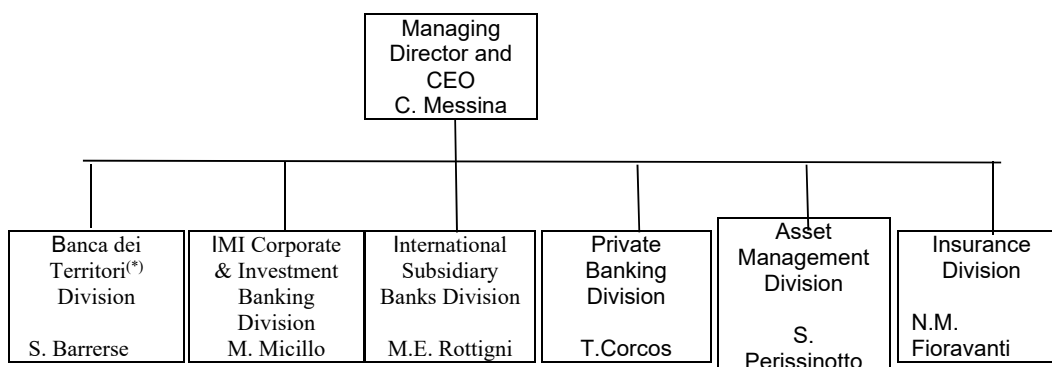 Managing
Director and
CEO
C. Messina
Banca dei
Territori(*)
Division
S. Barrerse
IMI Corporate
& Investment
Banking
Division
M. Micillo
International
Subsidiary
Banks Division
M.E. Rottigni
Private
Banking
Division
T.Corcos
Asset
Management
Division
S.
Perissinotto
Insurance
Division
N.M.
Fioravanti